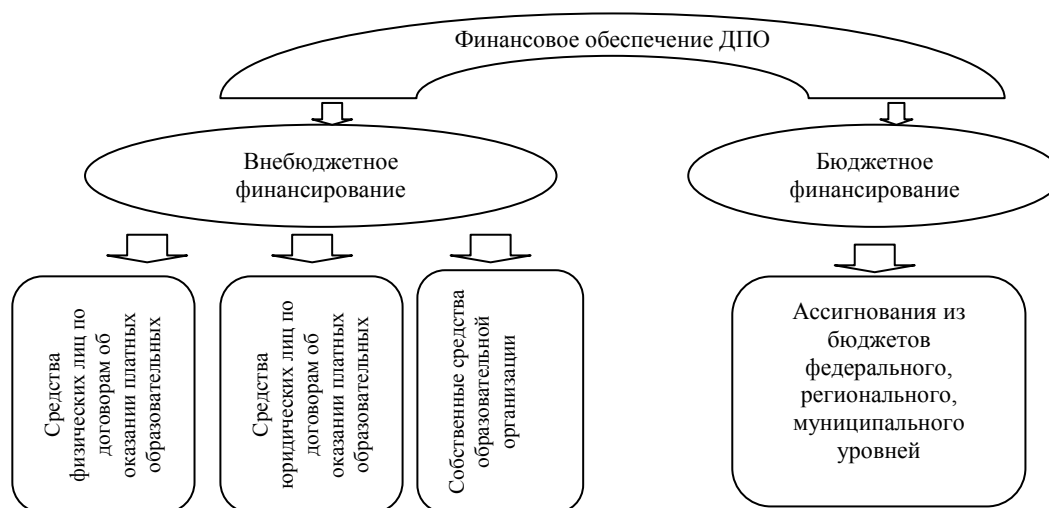 Финансовое обеспечение ДПО
Внебюджетное
финансирование
Бюджетное
финансирование
Средства
физических лиц по
договорам об
оказании платных
образовательных
Средства
юридических лиц по
договорам об
оказании платных
образовательных
Собственные средства
образовательной
организации
Ассигнования из
бюджетов
федерального,
регионального,
муниципального
уровней